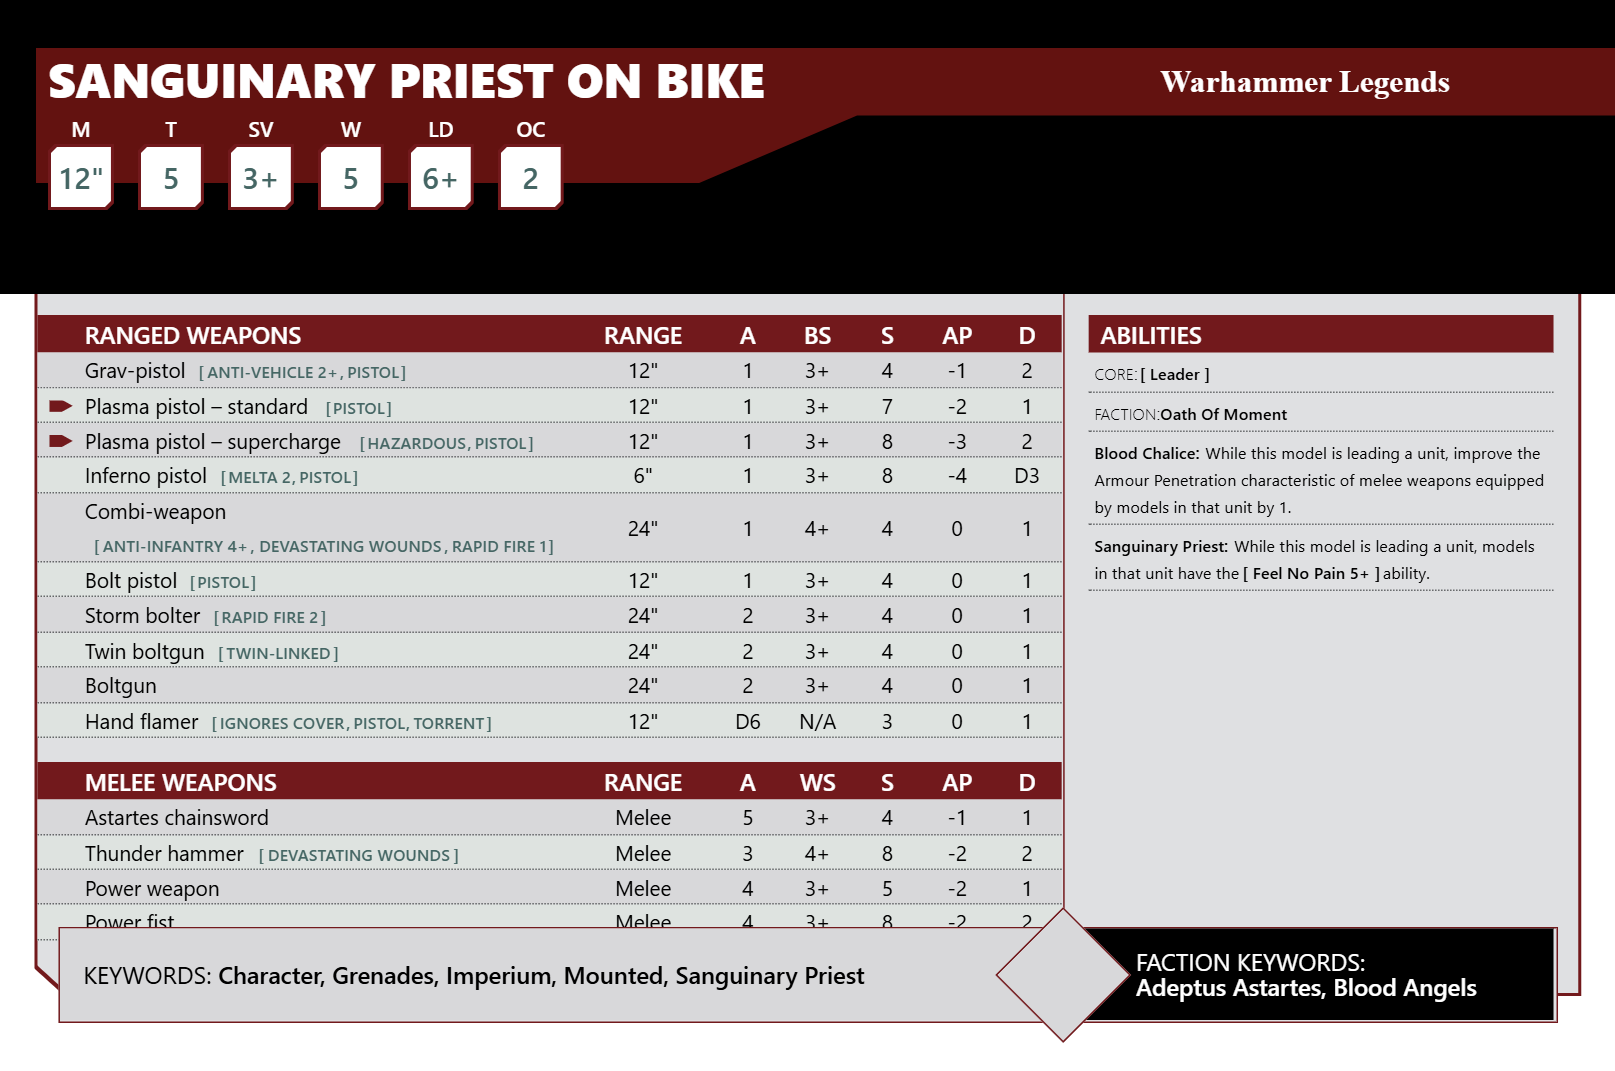 SANGUINARY PRIEST ON BIKE
Warhammer Legends
M T SV W LD OC
12" 5 3+ 5 6+ 2
RANGED WEAPONS RANGE A BS S AP D
Grav-pistol [ANTI-VEHICLE 2+, PISTOL] 12" 1 3+ 4 -1 2
Plasma pistol – standard [PISTOL] 12" 1 3+ 7 -2 1
Plasma pistol – supercharge [HAZARDOUS, PISTOL] 12" 1 3+ 8 -3 2
Inferno pistol [MELTA 2, PISTOL] 6" 1 3+ 8 -4 D3
Combi-weapon
[ANTI-INFANTRY 4+, DEVASTATING WOUNDS, RAPID FIRE 1] 24" 1 4+ 4 0 1
Bolt pistol [PISTOL] 12" 1 3+ 4 0 1
Storm bolter [RAPID FIRE 2] 24" 2 3+ 4 0 1
Twin boltgun [TWIN-LINKED] 24" 2 3+ 4 0 1
Boltgun 24" 2 3+ 4 0 1
Hand flamer [IGNORES COVER, PISTOL, TORRENT] 12" D6 N/A 3 0 1
MELEE WEAPONS RANGE A WS S AP D
Astartes chainsword Melee 5 3+ 4 -1 1
Thunder hammer [DEVASTATING WOUNDS] Melee 3 4+ 8 -2 2
Power weapon Melee 4 3+ 5 -2 1
Power fist Melee 4 3+ 8 -2 2
ABILITIES
CORE: [ Leader ]
FACTION: Oath Of Moment
Blood Chalice: While this model is leading a unit, improve the
Armour Penetration characteristic of melee weapons equipped
by models in that unit by 1.
Sanguinary Priest: While this model is leading a unit, models
in that unit have the [ Feel No Pain 5+ ] ability.
KEYWORDS: Character, Grenades, Imperium, Mounted, Sanguinary Priest
FACTION KEYWORDS:
Adeptus Astartes, Blood Angels